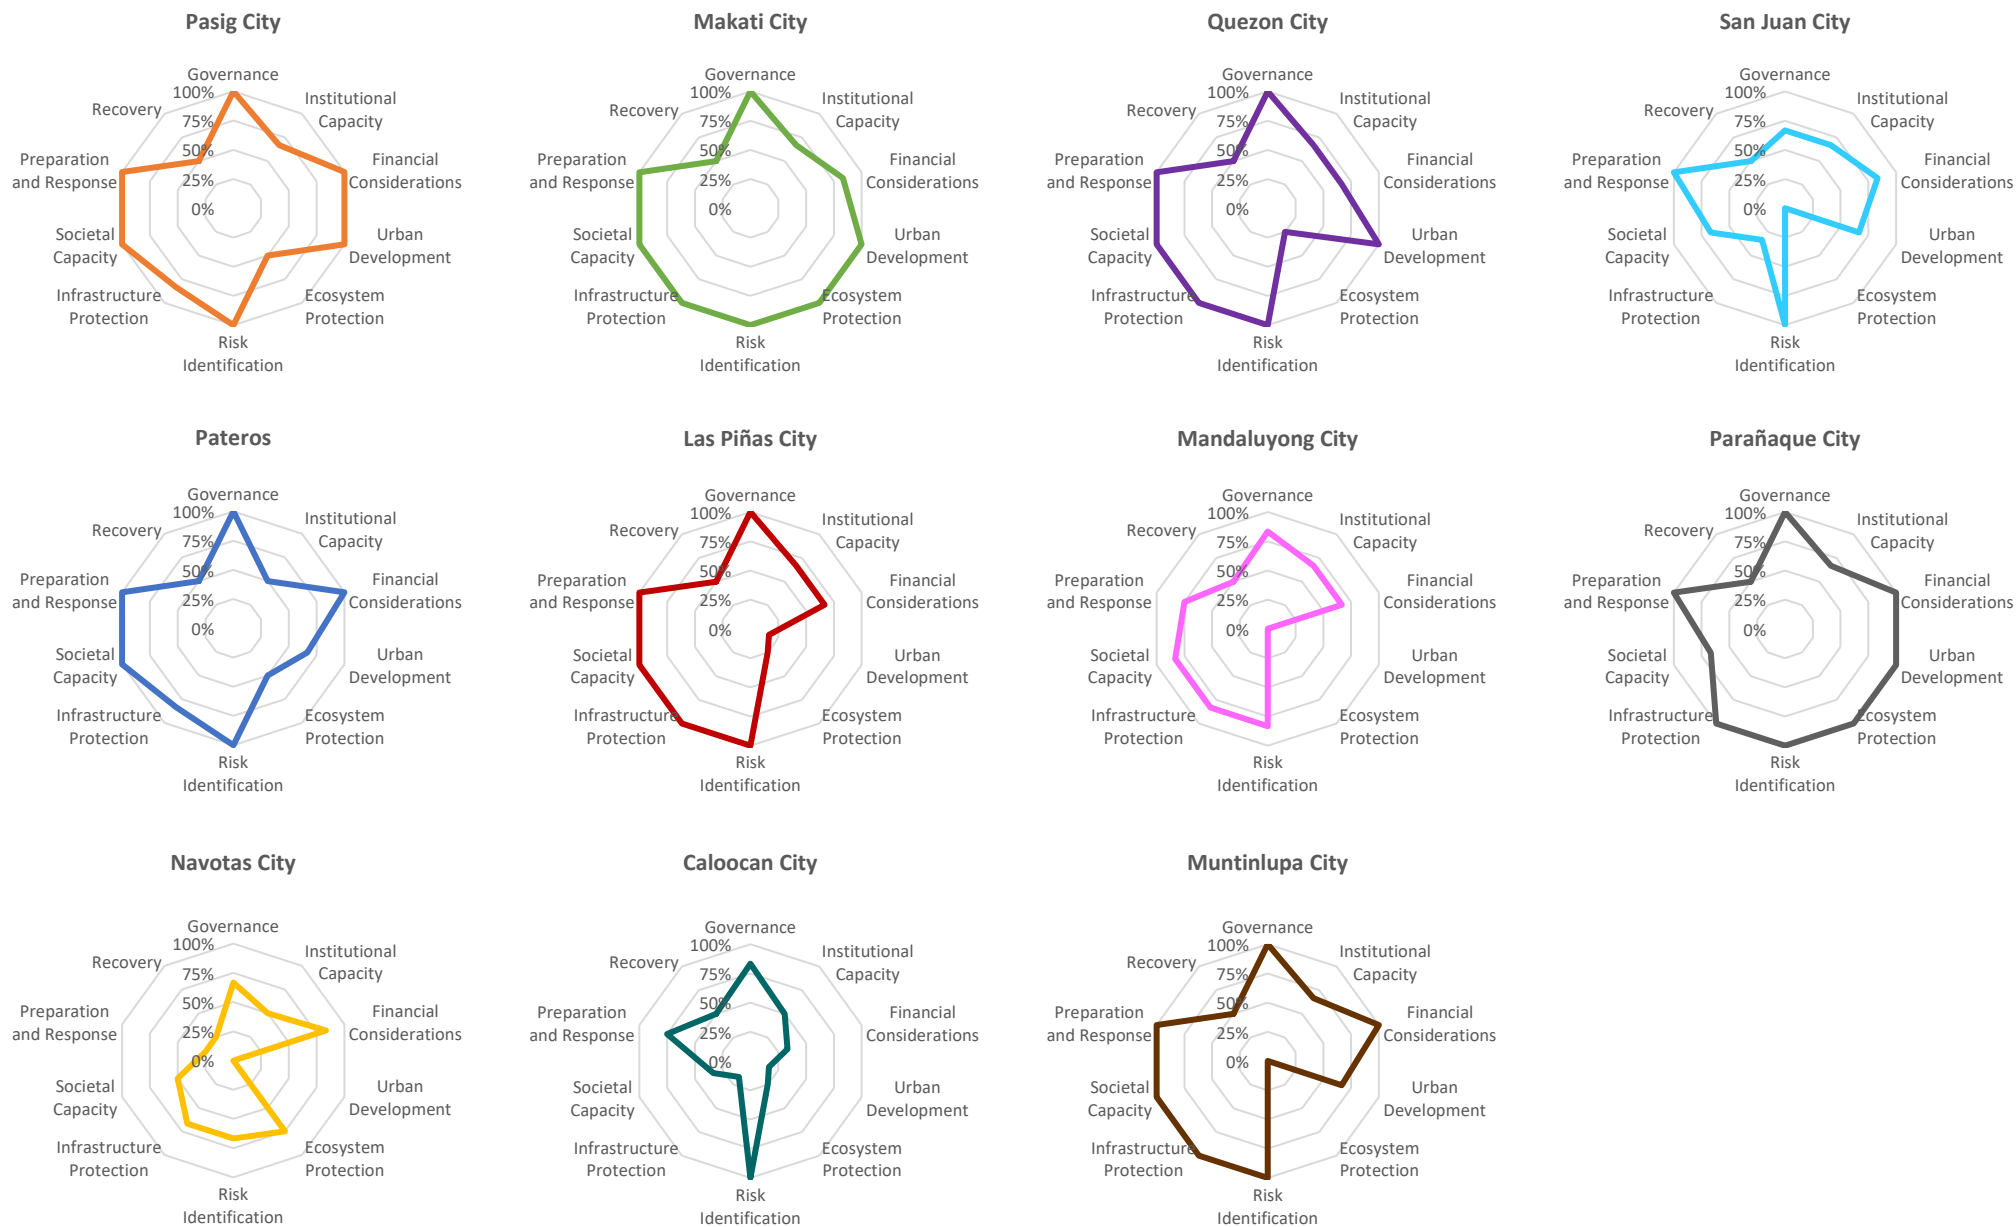 Pasig City
Governance
Institutional
Capacity
Financial
Considerations
Urban
Development
Ecosystem
Protection
Risk
Identification
Infrastructure
Protection
Societal
Capacity
Preparation
and Response
Recovery
100%
75%
50%
25%
0%
Makati City
Governance
Institutional
Capacity
Financial
Considerations
Urban
Development
Ecosystem
Protection
Risk
Identification
Infrastructure
Protection
Societal
Capacity
Preparation
and Response
Recovery
100%
75%
50%
25%
0%
Quezon City
Governance
Institutional
Capacity
Financial
Considerations
Urban
Development
Ecosystem
Protection
Risk
Identification
Infrastructure
Protection
Societal
Capacity
Preparation
and Response
Recovery
100%
75%
50%
25%
0%
San Juan City
Governance
Institutional
Capacity
Financial
Considerations
Urban
Development
Ecosystem
Protection
Risk
Identification
Infrastructure
Protection
Societal
Capacity
Preparation
and Response
Recovery
100%
75%
50%
25%
0%
Pateros
Governance
Institutional
Capacity
Financial
Considerations
Urban
Development
Ecosystem
Protection
Risk
Identification
Infrastructure
Protection
Societal
Capacity
Preparation
and Response
Recovery
100%
75%
50%
25%
0%
Las Piñas City
Governance
Institutional
Capacity
Financial
Considerations
Urban
Development
Ecosystem
Protection
Risk
Identification
Infrastructure
Protection
Societal
Capacity
Preparation
and Response
Recovery
100%
75%
50%
25%
0%
Mandaluyong City
Governance
Institutional
Capacity
Financial
Considerations
Urban
Development
Ecosystem
Protection
Risk
Identification
Infrastructure
Protection
Societal
Capacity
Preparation
and Response
Recovery
100%
75%
50%
25%
0%
Parañaque City
Governance
Institutional
Capacity
Financial
Considerations
Urban
Development
Ecosystem
Protection
Risk
Identification
Infrastructure
Protection
Societal
Capacity
Preparation
and Response
Recovery
100%
75%
50%
25%
0%
Navotas City
Governance
Institutional
Capacity
Financial
Considerations
Urban
Development
Ecosystem
Protection
Risk
Identification
Infrastructure
Protection
Societal
Capacity
Preparation
and Response
Recovery
100%
75%
50%
25%
0%
Caloocan City
Governance
Institutional
Capacity
Financial
Considerations
Urban
Development
Ecosystem
Protection
Risk
Identification
Infrastructure
Protection
Societal
Capacity
Preparation
and Response
Recovery
100%
75%
50%
25%
0%
Muntinlupa City
Governance
Institutional
Capacity
Financial
Considerations
Urban
Development
Ecosystem
Protection
Risk
Identification
Infrastructure
Protection
Societal
Capacity
Preparation
and Response
Recovery
100%
75%
50%
25%
0%